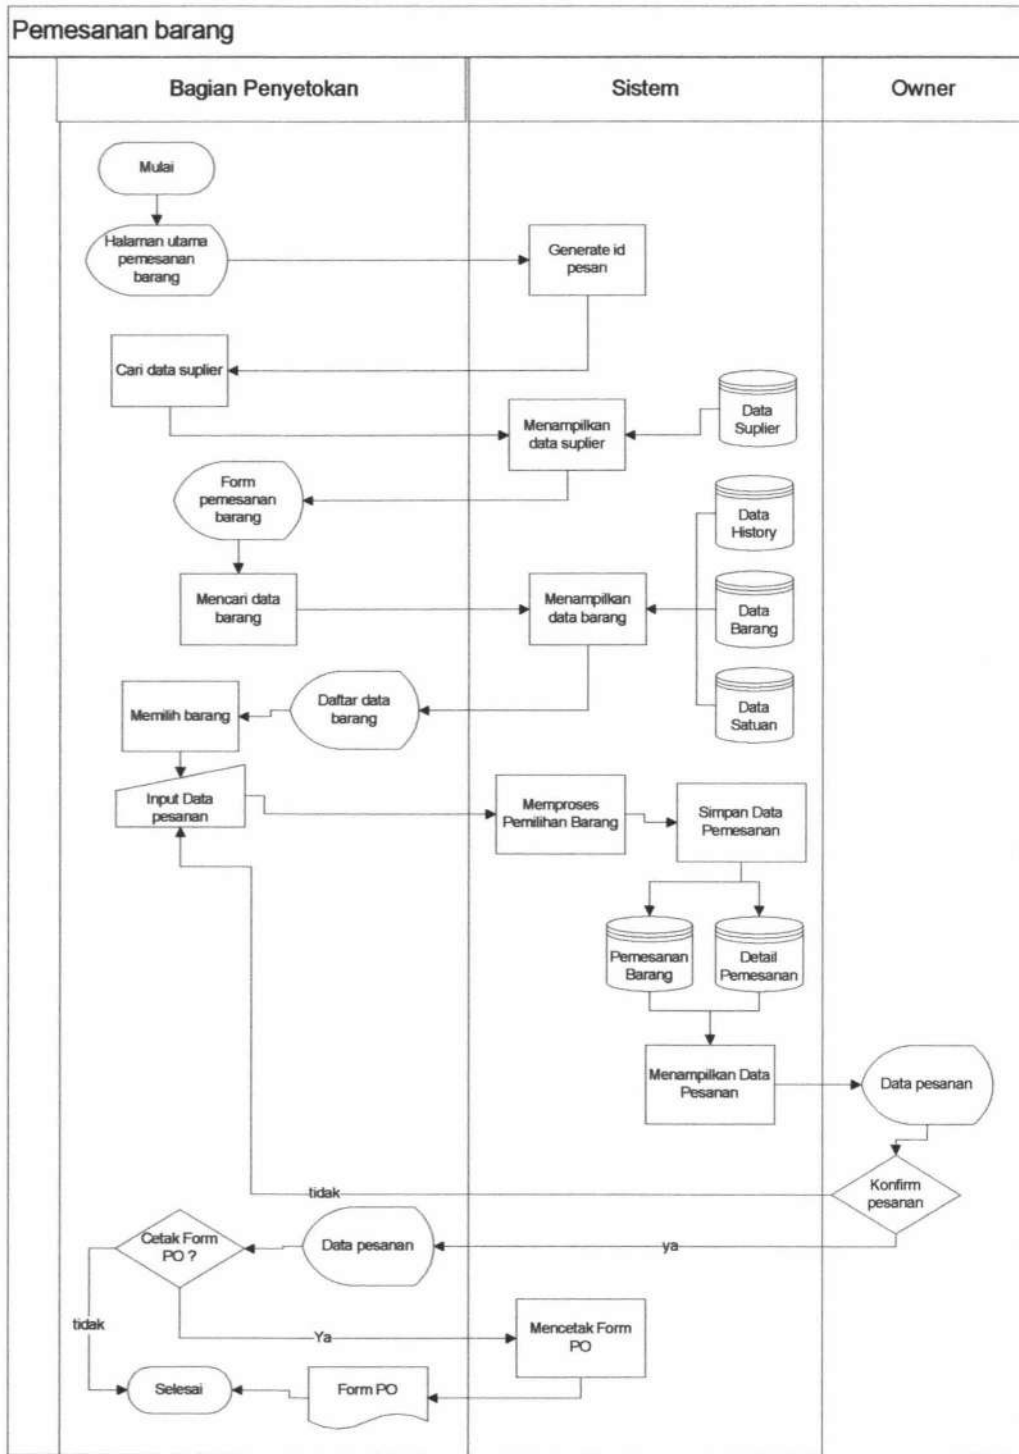 Pemesanan barang
Bagian Penyetokan
Sistem
Owner
Mulai
Halaman utama
pemesanan
barang
Generate id
pesan
Cari data suplier
Menampilkan
data suplier
Data
Suplier
Form
pemesanan
barang
Data
History
Mencari data
barang
Menampilkan
data barang
Data
Barang
Memilih barang
Daftar data
barang
Data
Satuan
Input Data
pesanan
Memproses
Pemilihan Barang
Simpan Data
Pemesanan
Pemesanan
Barang
Detail
Pemesanan
Menampilkan Data
Pesanan
Data pesanan
Konfirm
pesanan
tidak
Cetak Form
PO ?
Data pesanan
ya
tidak
Ya
Mencetak Form
PO
Selesai
Form PO